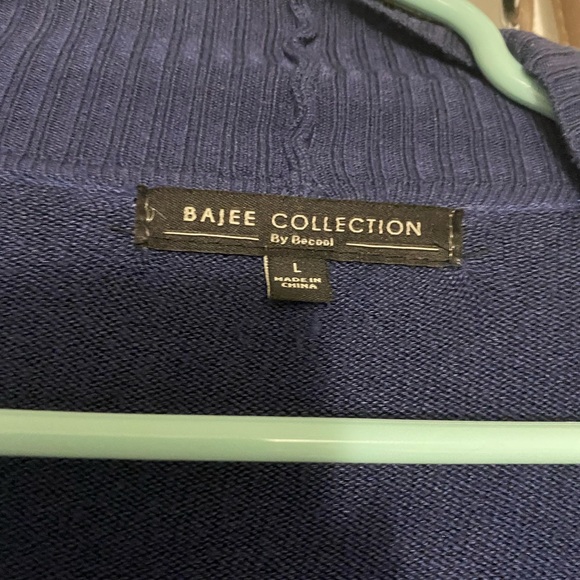 BAJEE COLLECTION
By Becool
L
MADE IN
CHINA